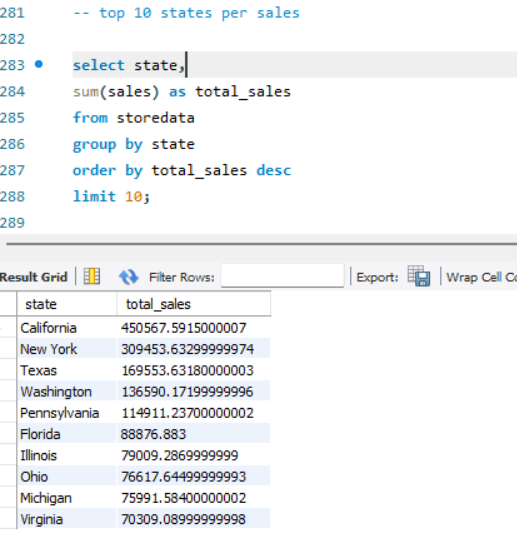 281 -- top 10 states per sales
282
283 select state,
284 sum(sales) as total_sales
285 from storedata
286 group by state
287 order by total_sales desc
288 limit 10;
289
Result Grid Filter Rows: Export: Wrap Cell Co
state total_sales
California 450567.5915000007
New York 309453.63299999974
Texas 169553.63180000003
Washington 136590.17199999996
Pennsylvania 114911.23700000002
Florida 88876.883
Illinois 79009.2869999999
Ohio 76617.64499999993
Michigan 75991.58400000002
Virginia 70309.08999999998